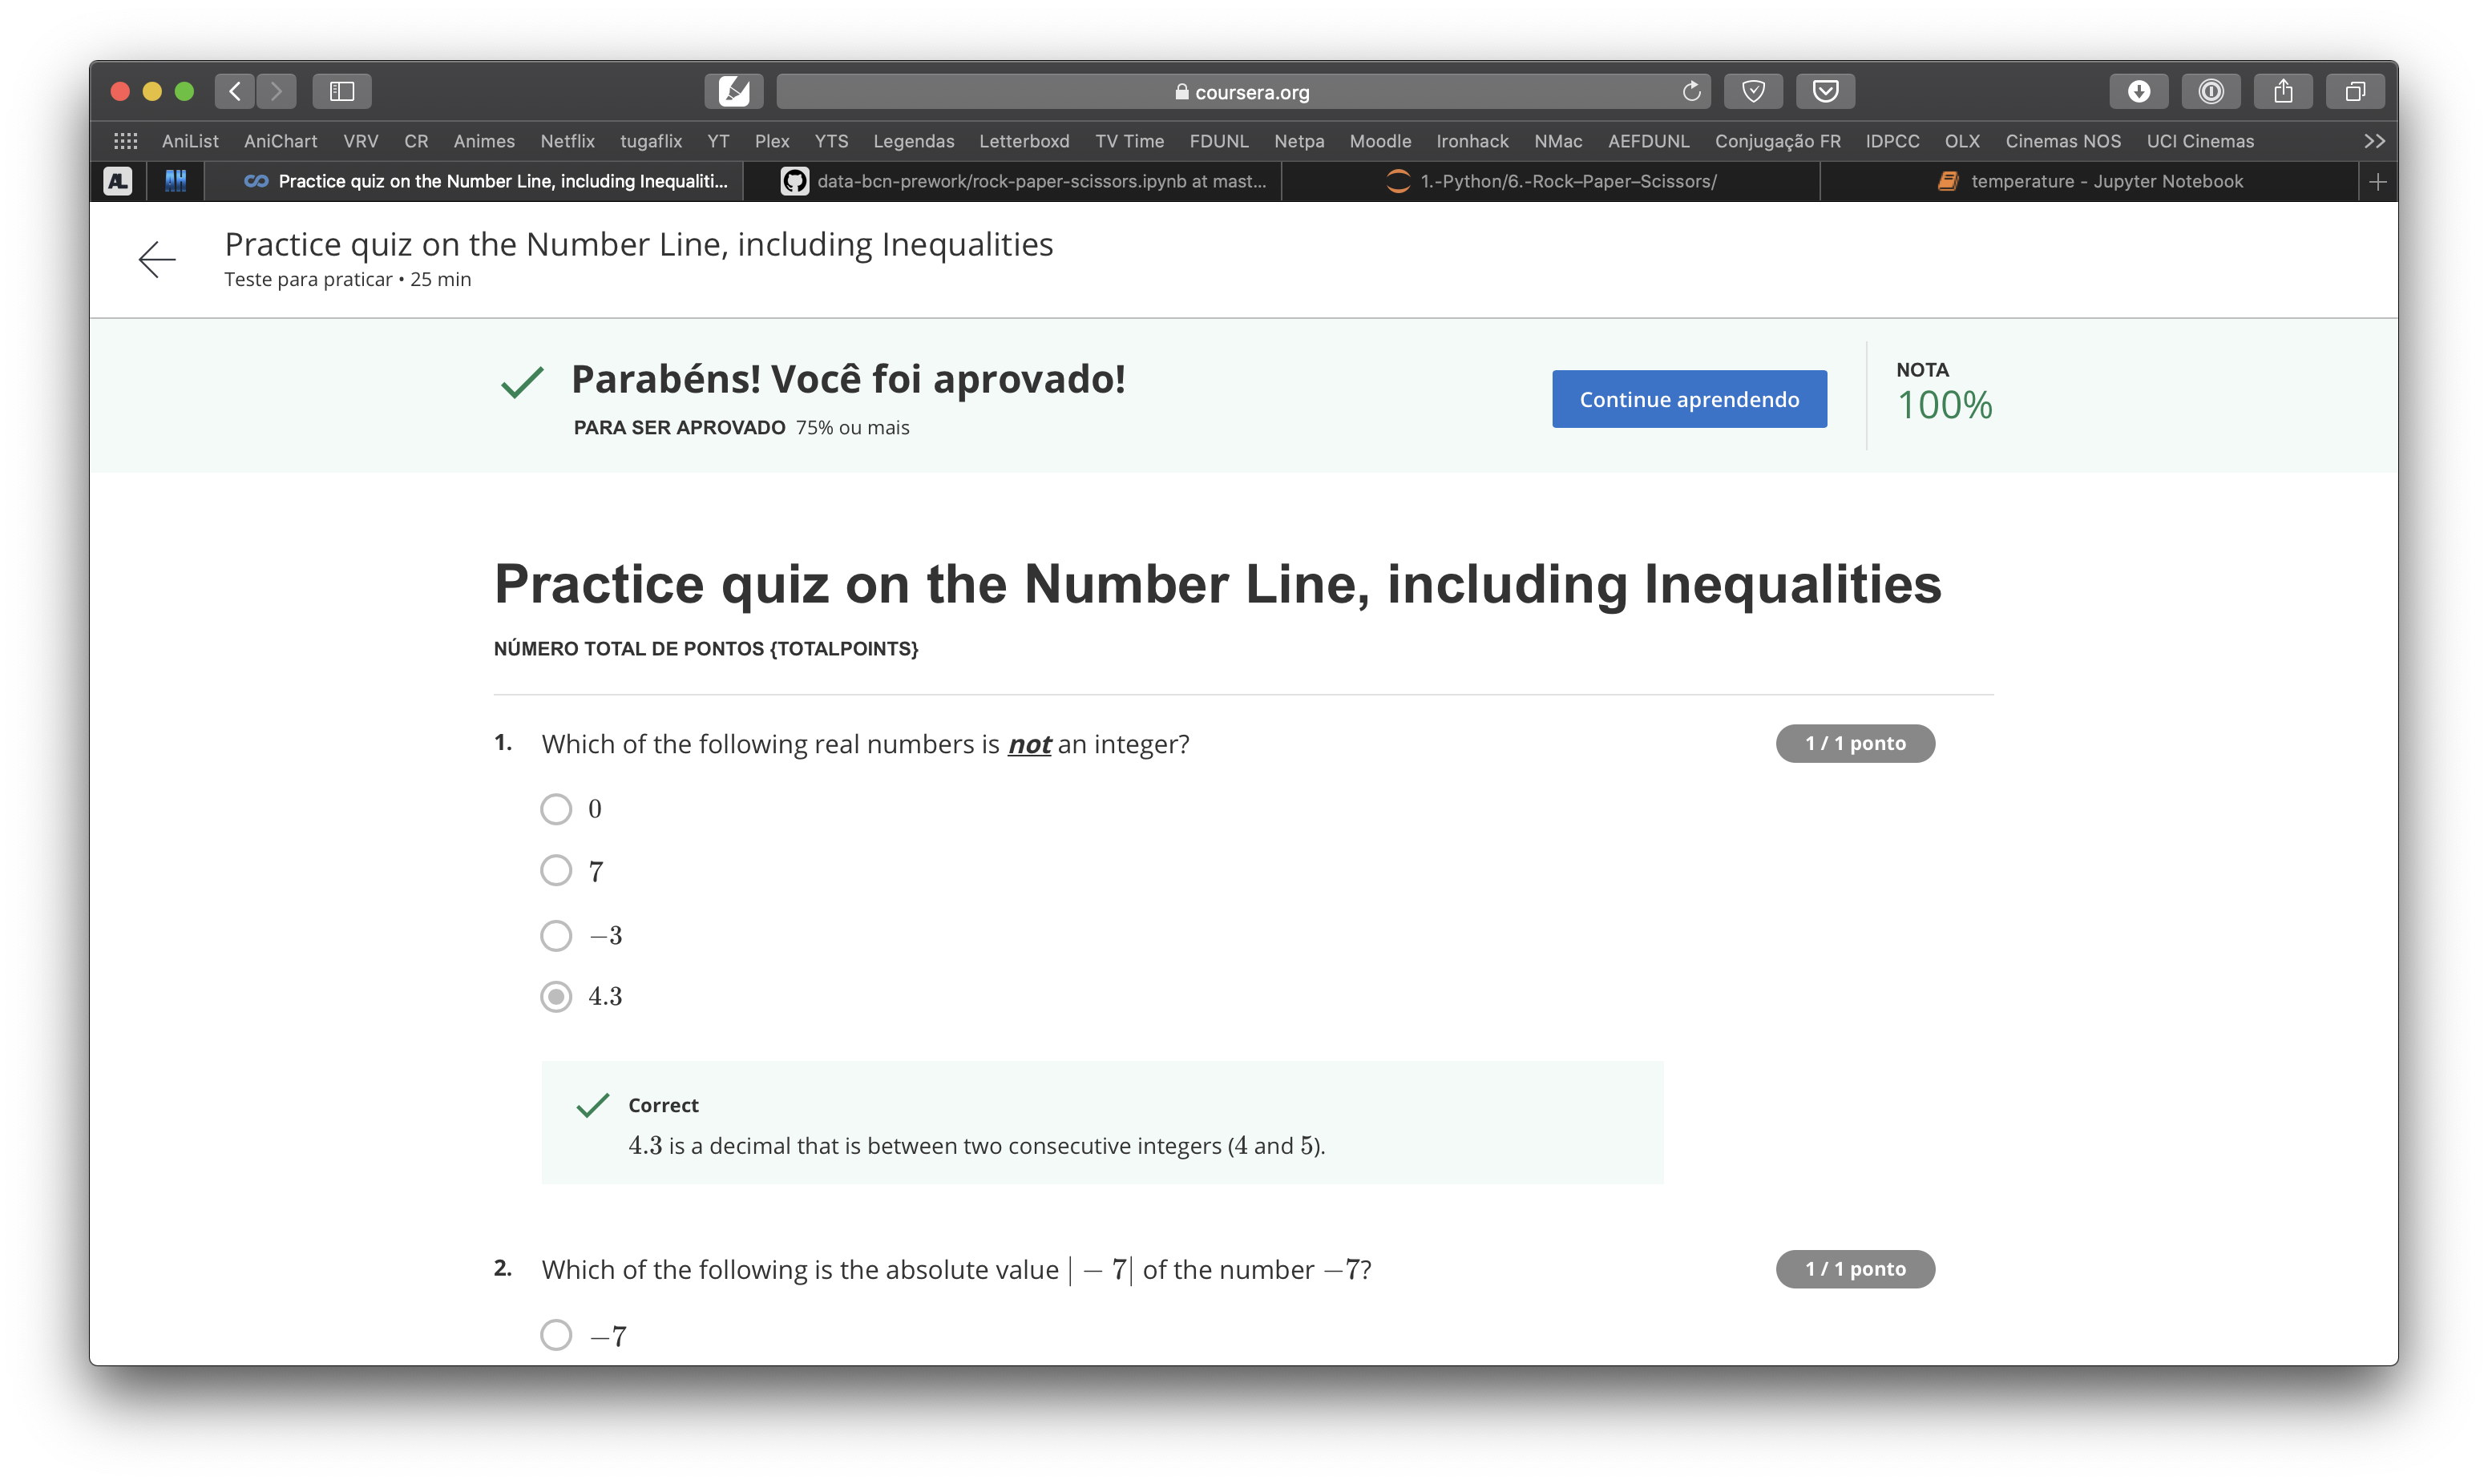 coursera.org
AniList AniChart VRV CR Animes Netflix tugaflix YT Plex YTS Legendas Letterboxd TV Time FDUNL Netpa Moodle Ironhack NMac AEFDUNL Conjugação FR IDPCC OLX Cinemas NOS UCI Cinemas >>
AL AH Practice quiz on the Number Line, including Inequaliti... data-bcn-prework/rock-paper-scissors.ipynb at mast... 1.-Python/6.-Rock–Paper–Scissors/ temperature - Jupyter Notebook +
Practice quiz on the Number Line, including Inequalities
Teste para praticar • 25 min
Parabéns! Você foi aprovado!
PARA SER APROVADO 75% ou mais
Continue aprendendo
NOTA
100%
Practice quiz on the Number Line, including Inequalities
NÚMERO TOTAL DE PONTOS {TOTALPOINTS}
1. Which of the following real numbers is not an integer? 1 / 1 ponto
0
7
−3
4.3
Correct
4.3 is a decimal that is between two consecutive integers (4 and 5).
2. Which of the following is the absolute value | − 7| of the number −7? 1 / 1 ponto
−7